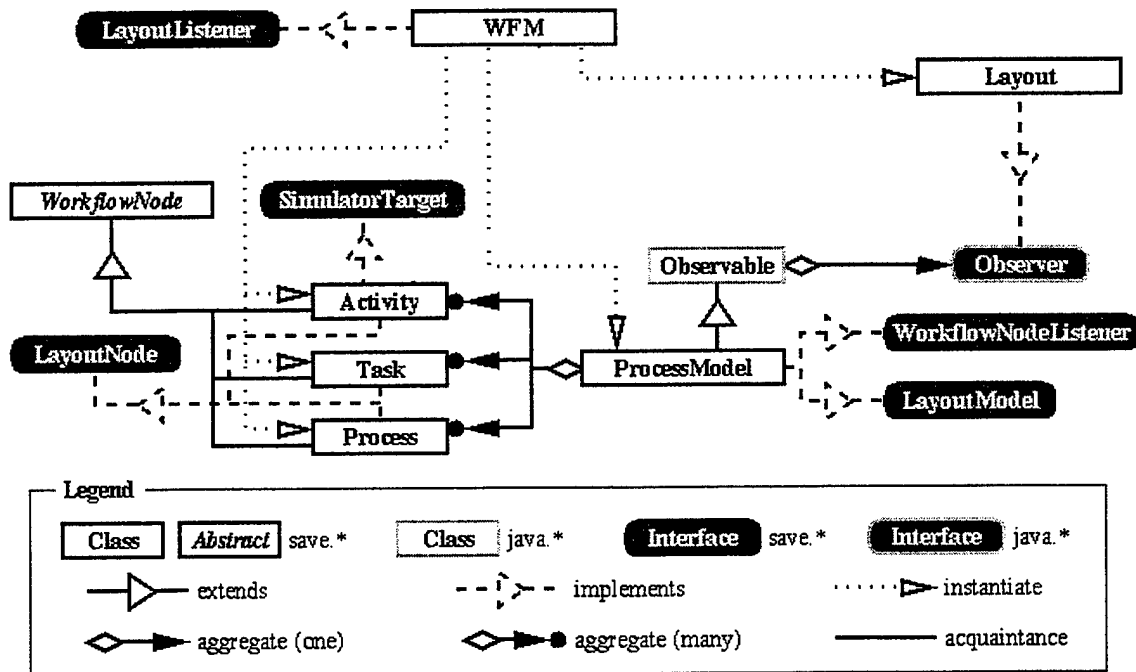 LayoutListener
WFM
Layout
WorkflowNode
SimulatorTarget
Observable
Observer
Activity
WorkflowNodeListener
LayoutNode
Task
ProcessModel
LayoutModel
Process
Legend
Class Abstract save.* Class java.* Interface save.* Interface java.*
extends implements instantiate
aggregate (one) aggregate (many) acquaintance